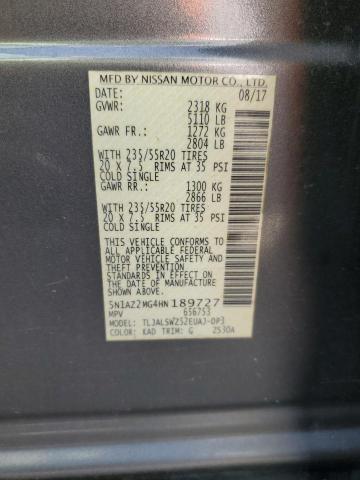 MFD BY NISSAN MOTOR CO., LTD.
DATE: 08/17
GVWR: 2318 KG
5110 LB
GAWR FR.: 1272 KG
2804 LB
WITH 235/55R20 TIRES
20 x 7.5 RIMS AT 35 PSI
COLD SINGLE
GAWR RR.: 1300 KG
2866 LB
WITH 235/55R20 TIRES
20 x 7.5 RIMS AT 35 PSI
COLD SINGLE
THIS VEHICLE CONFORMS TO
ALL APPLICABLE FEDERAL
MOTOR VEHICLE SAFETY AND
THEFT PREVENTION
STANDARDS IN EFFECT ON
THE DATE OF MANUFACTURE
SHOWN ABOVE.
5N1AZ2MG4HN189727
MPV 656753
MODEL: TLJALSWZ52EUAJ-DP3
COLOR: KAD TRIM: G 2530A